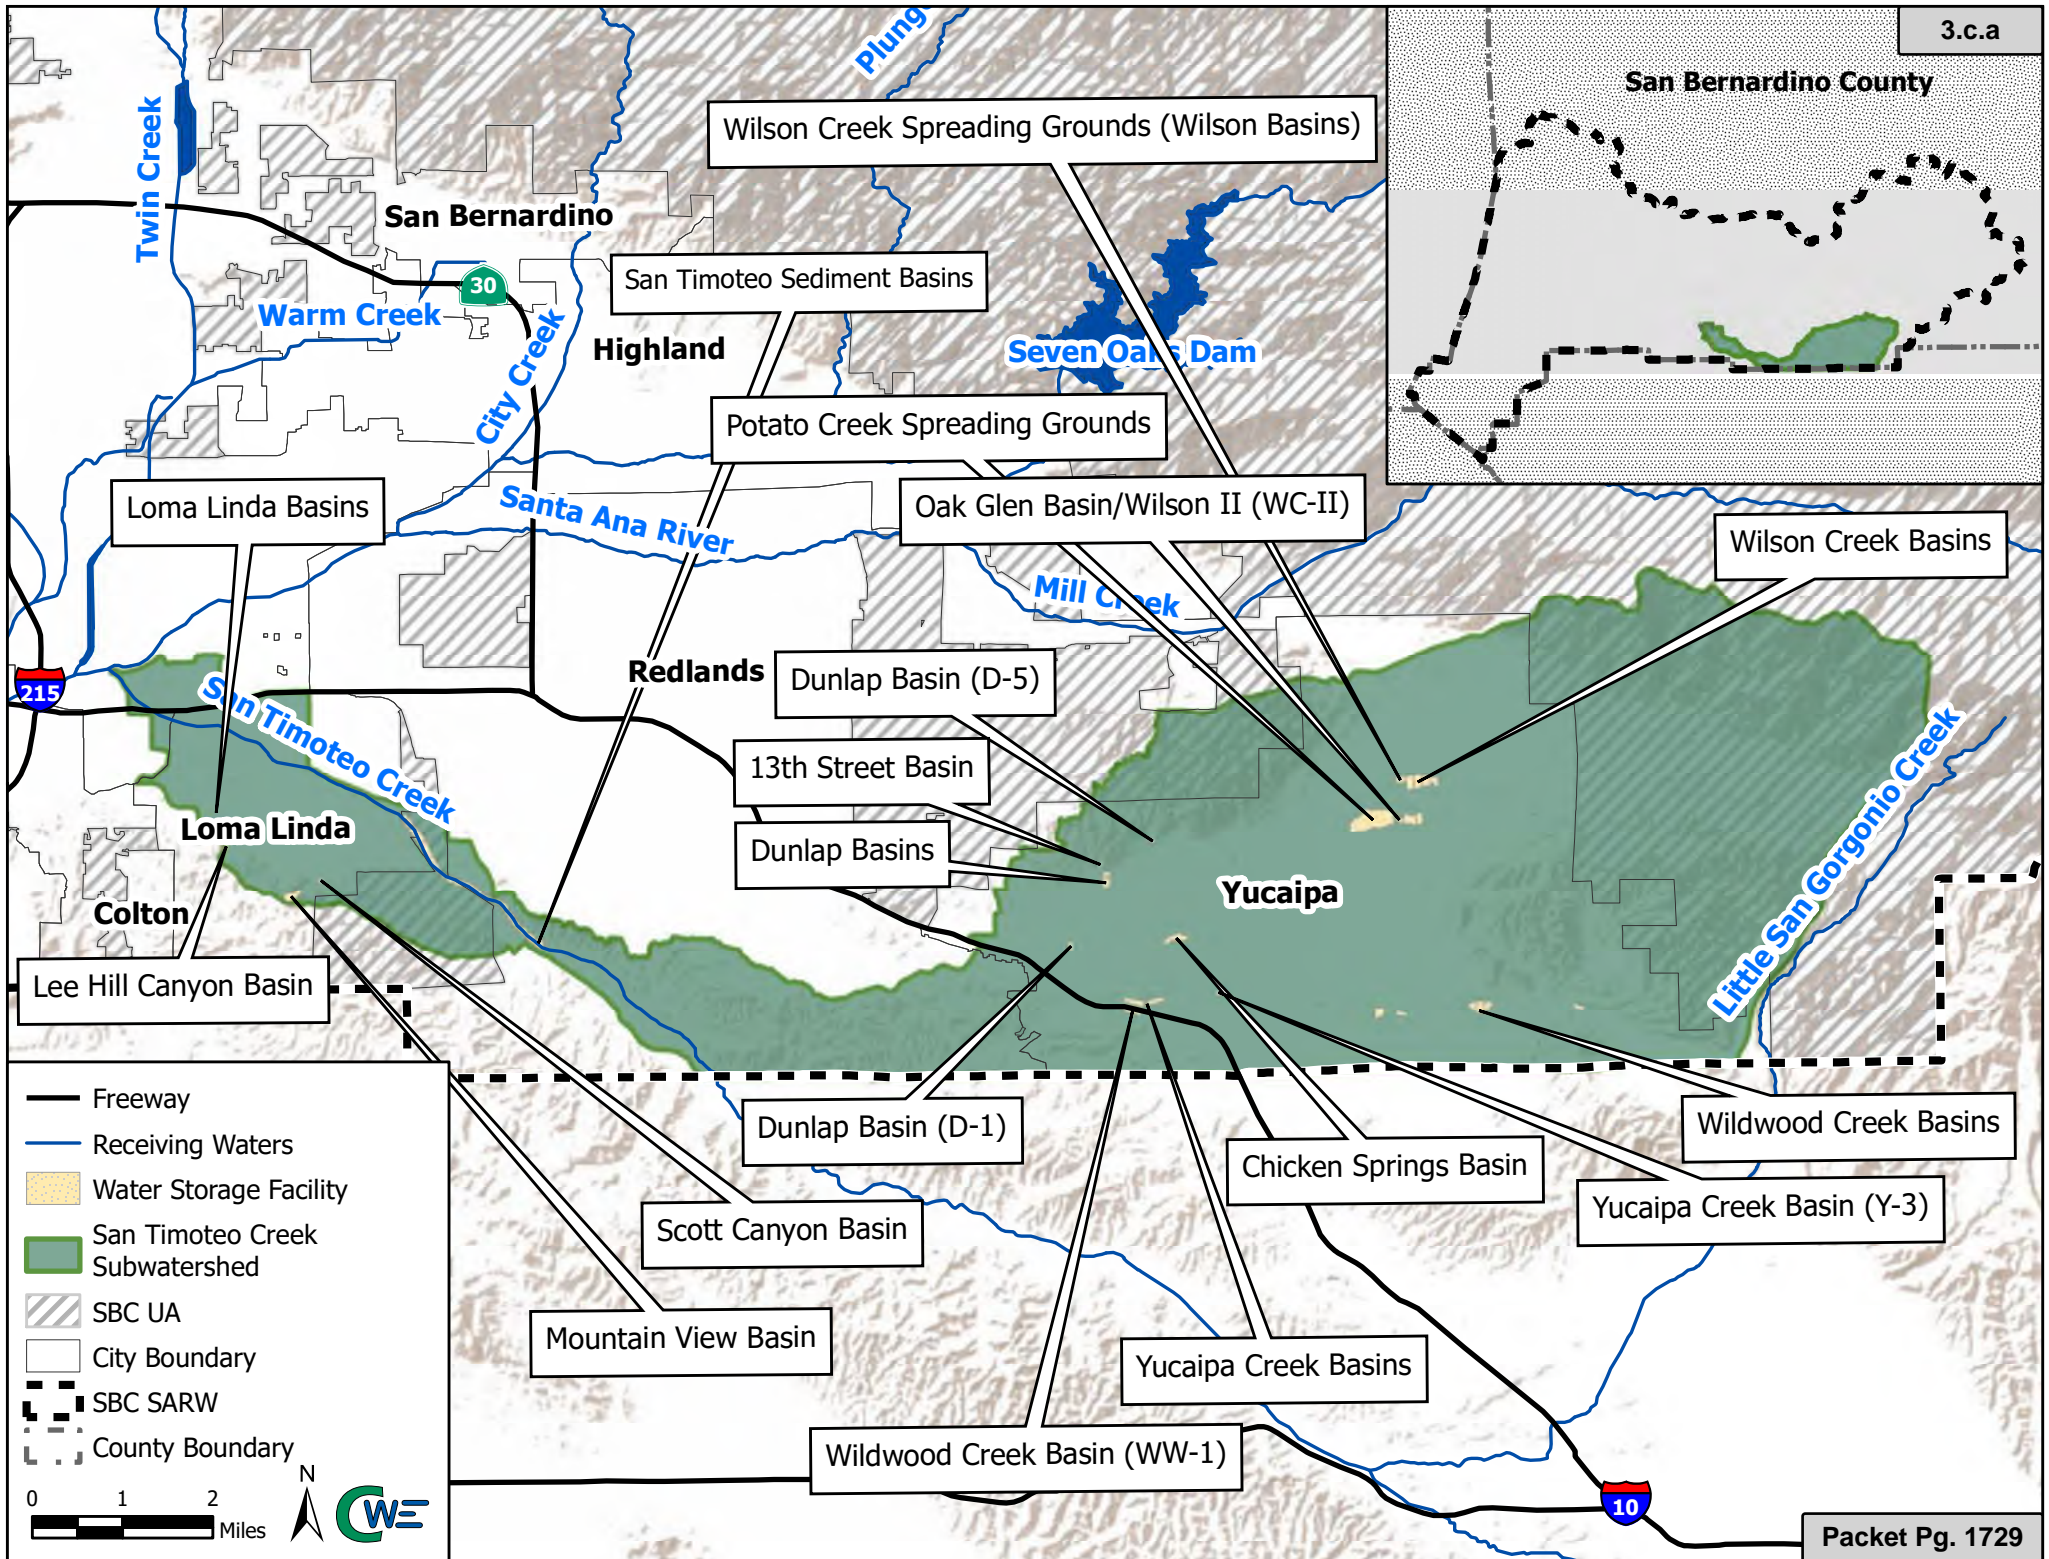 3.c.a
San Bernardino County
Plunge
Twin Creek
Wilson Creek Spreading Grounds (Wilson Basins)
San Bernardino
San Timoteo Sediment Basins
30
Warm Creek
City Creek
Highland
Seven Oaks Dam
Potato Creek Spreading Grounds
Loma Linda Basins
Santa Ana River
Oak Glen Basin/Wilson II (WC-II)
Wilson Creek Basins
Mill Creek
215
San Timoteo Creek
Redlands
Dunlap Basin (D-5)
13th Street Basin
Dunlap Basins
Loma Linda
Yucaipa
Little San Gorgonio Creek
Colton
Lee Hill Canyon Basin
Dunlap Basin (D-1)
Wildwood Creek Basins
Chicken Springs Basin
Yucaipa Creek Basin (Y-3)
Scott Canyon Basin
Mountain View Basin
Yucaipa Creek Basins
Wildwood Creek Basin (WW-1)
10
Freeway
Receiving Waters
Water Storage Facility
San Timoteo Creek
Subwatershed
SBC UA
City Boundary
SBC SARW
County Boundary
N
0 1 2
Miles
CWE
Packet Pg. 1729